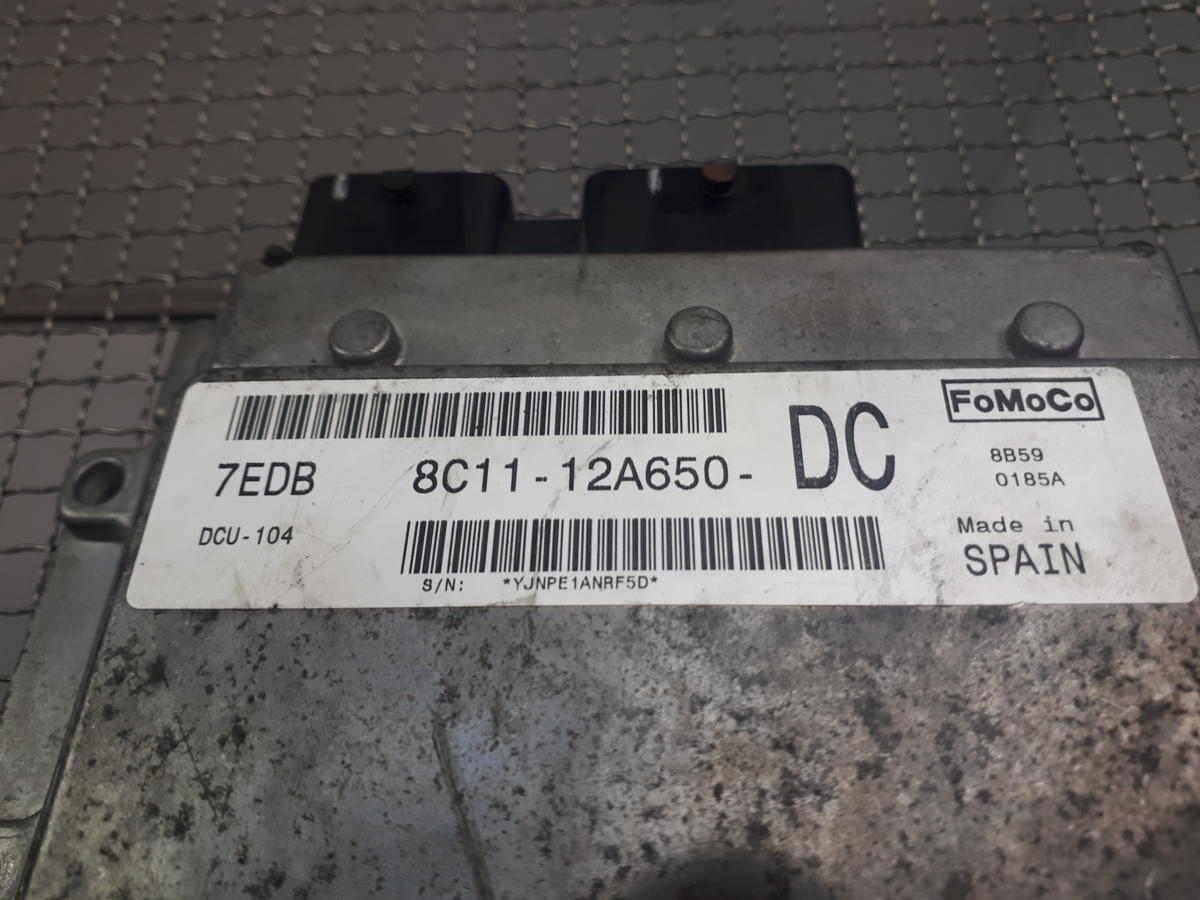 FoMoCo
7EDB 8C11-12A650- DC
8B59
0185A
DCU-104
Made in
SPAIN
S/N: *YJNPE1ANRF5D*